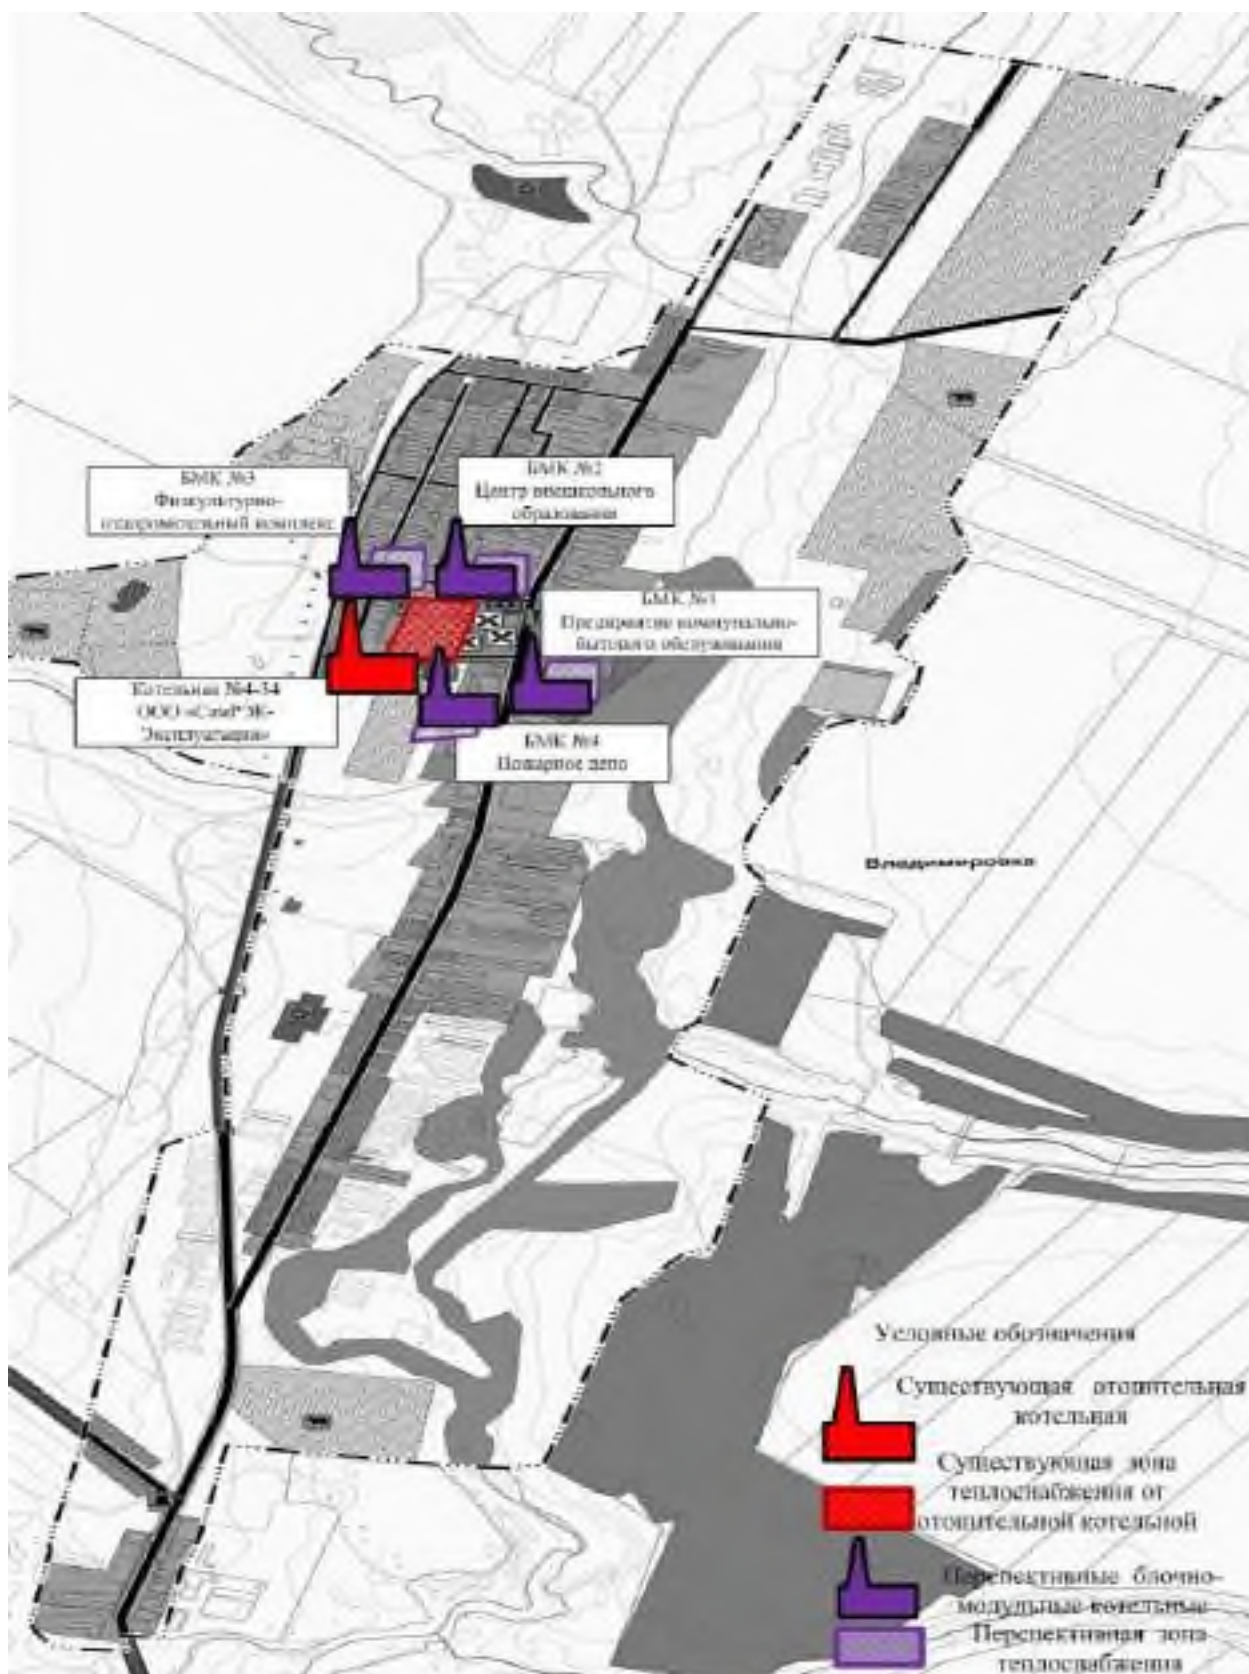 БМК №3
Физкультурно-
оздоровительный комплекс
БМК №2
Центр внешкольного
образования
БМК №1
Предприятие коммунально-
бытового обслуживания
Котельная №4-34
ООО «СамРЭК-
Эксплуатация»
БМК №4
Пожарное депо
Владимировка
Условные обозначения
Существующая отопительная
котельная
Существующая зона
теплоснабжения от
отопительной котельной
Перспективные блочно-
модульные котельные
Перспективная зона
теплоснабжения